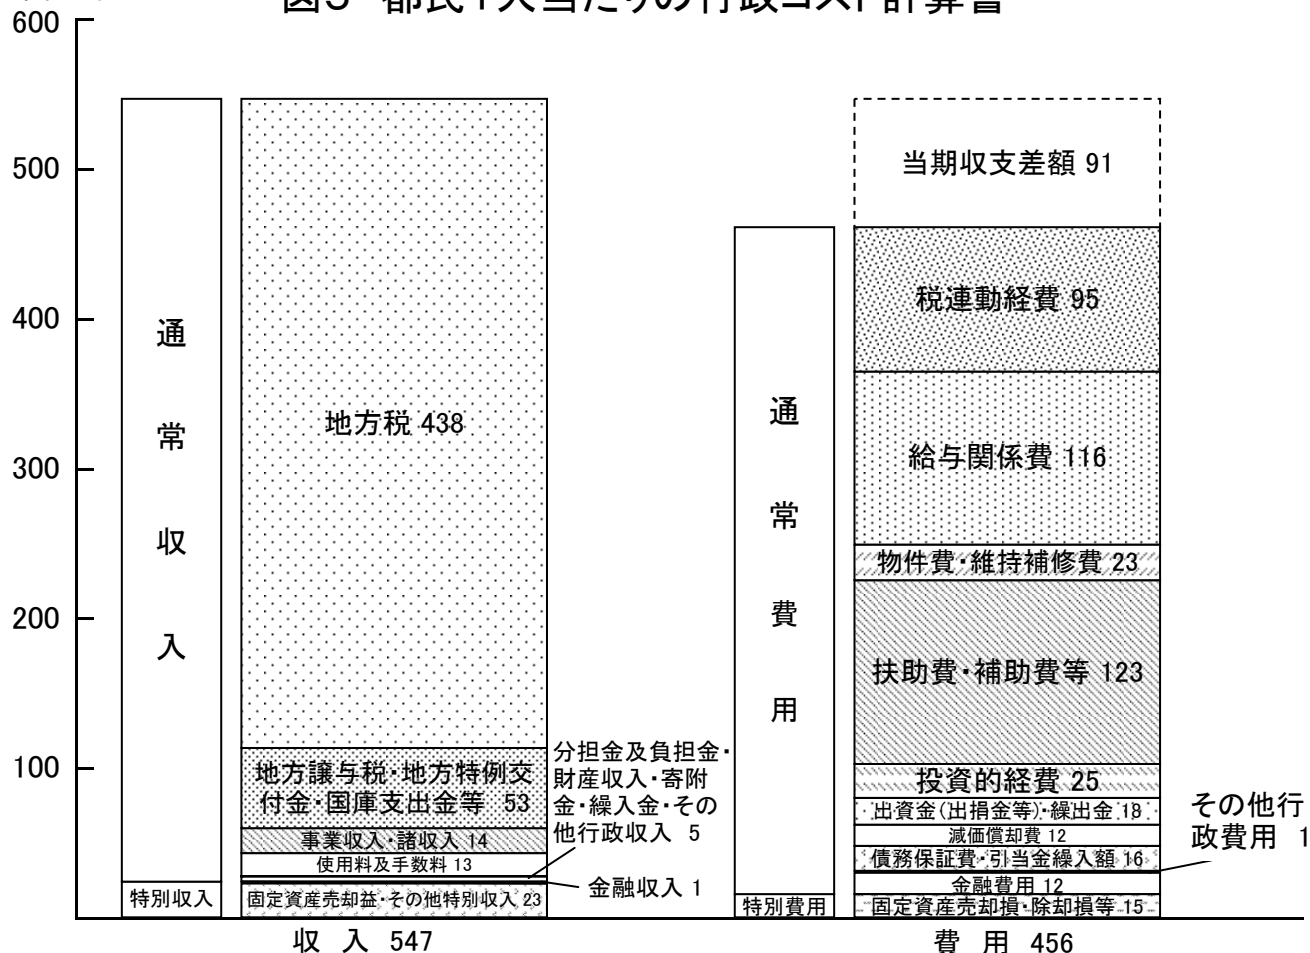 図3 都民1人当たりの行政コスト計算書
600
500
400
300
200
100
通常収入
特別収入
地方税 438
地方譲与税・地方特例交
付金・国庫支出金等 53
事業収入・諸収入 14
使用料及手数料 13
固定資産売却益・その他特別収入 23
分担金及負担金・
財産収入・寄附
金・繰入金・その
他行政収入 5
金融収入 1
収 入 547
通常費用
特別費用
当期収支差額 91
税連動経費 95
給与関係費 116
物件費・維持補修費 23
扶助費・補助費等 123
投資的経費 25
出資金(出捐金等)・繰出金 18
減価償却費 12
債務保証費・引当金繰入額 16
金融費用 12
固定資産売却損・除却損等 15
その他行
政費用 1
費 用 456